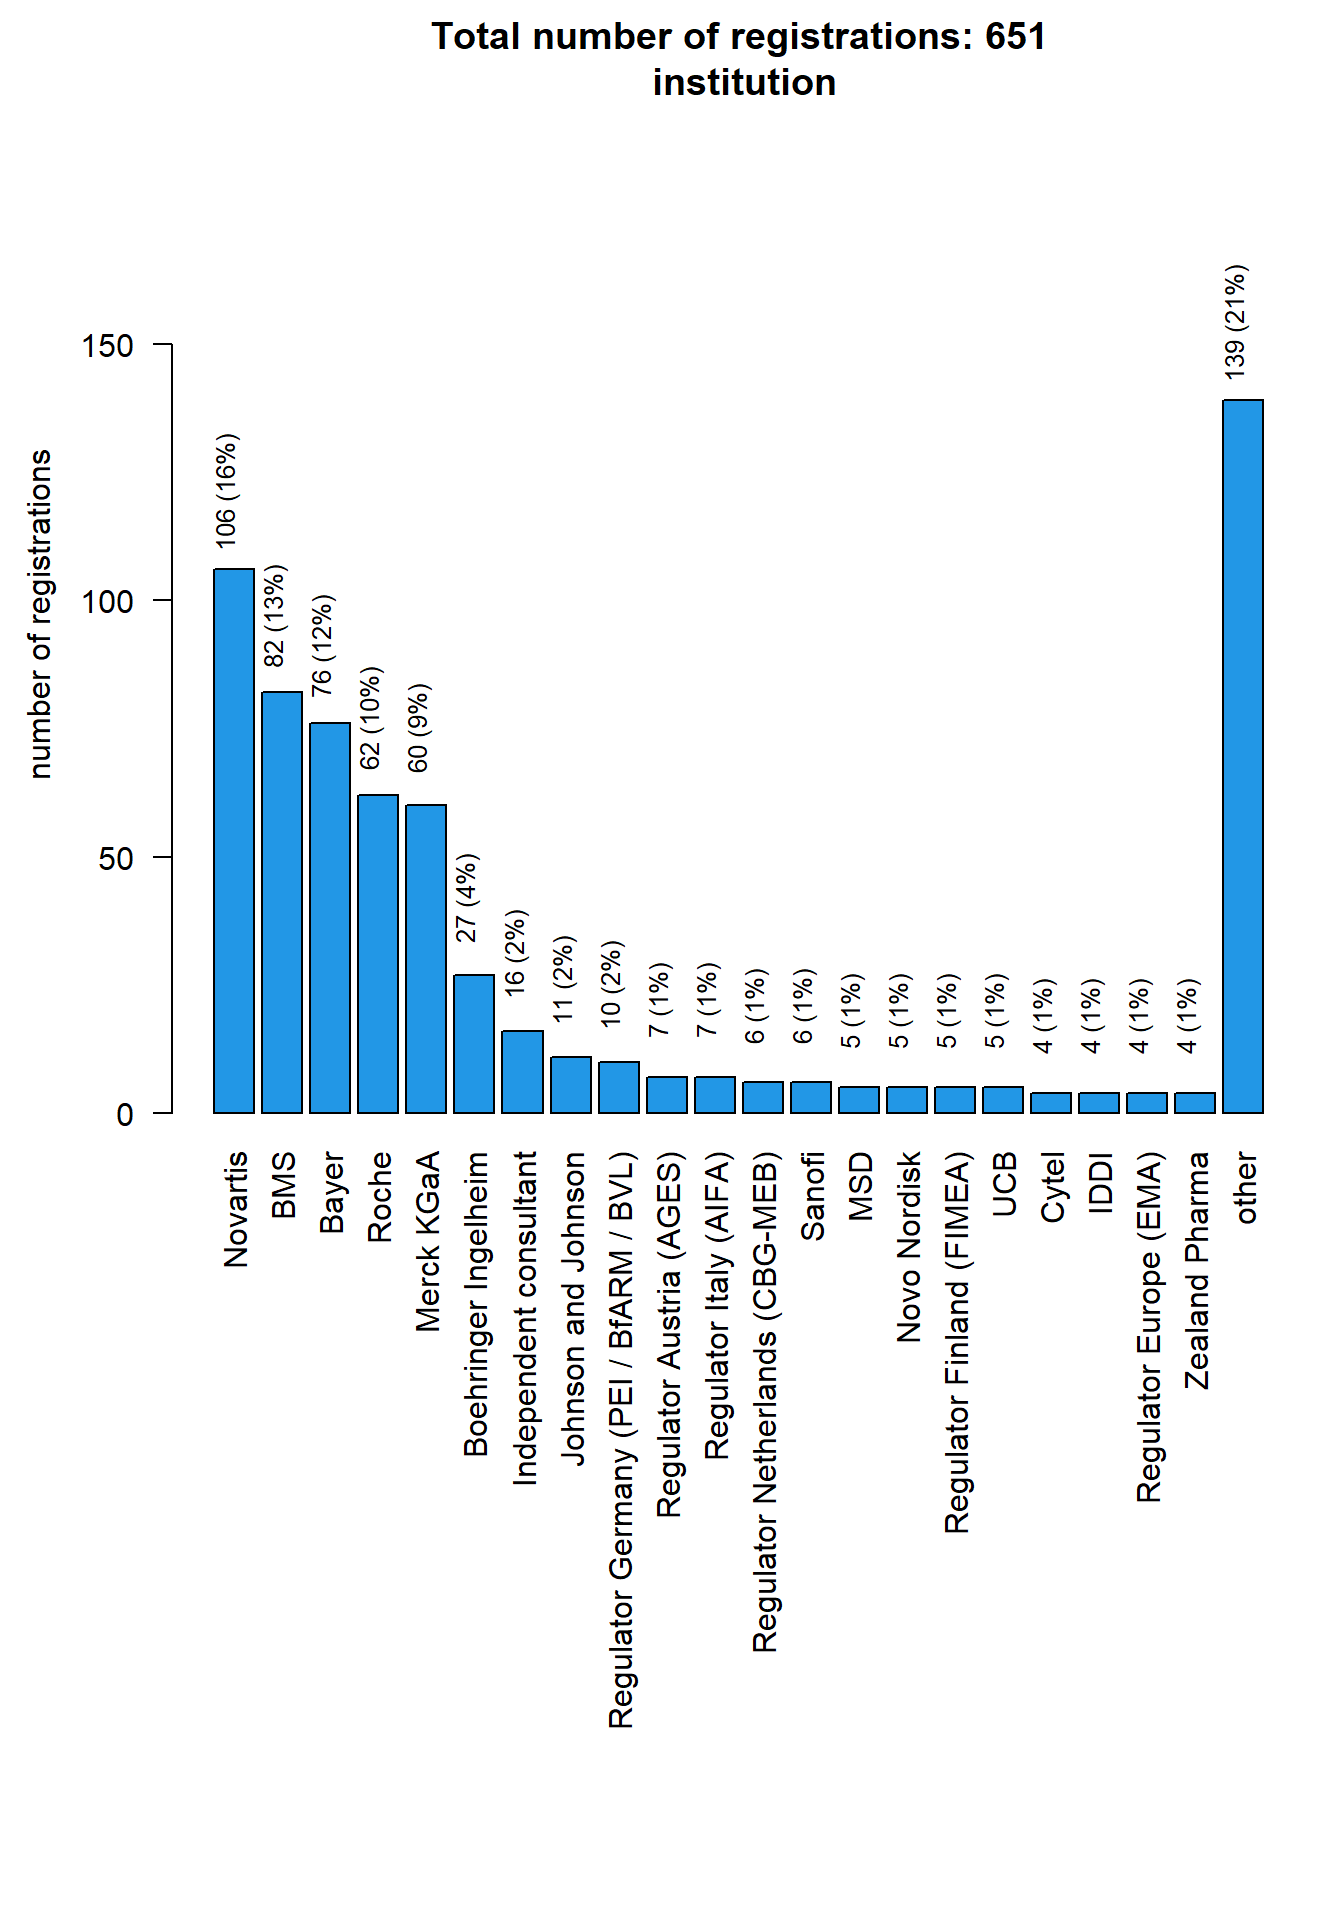 Total number of registrations: 651
institution
number of registrations
150
100
50
0
106 (16%)
82 (13%)
76 (12%)
62 (10%)
60 (9%)
27 (4%)
16 (2%)
11 (2%)
10 (2%)
7 (1%)
7 (1%)
6 (1%)
6 (1%)
5 (1%)
5 (1%)
5 (1%)
5 (1%)
4 (1%)
4 (1%)
4 (1%)
4 (1%)
139 (21%)
Novartis
BMS
Bayer
Roche
Merck KGaA
Boehringer Ingelheim
Independent consultant
Johnson and Johnson
Regulator Germany (PEI / BfARM / BVL)
Regulator Austria (AGES)
Regulator Italy (AIFA)
Regulator Netherlands (CBG-MEB)
Sanofi
MSD
Novo Nordisk
Regulator Finland (FIMEA)
UCB
Cytel
IDDI
Regulator Europe (EMA)
Zealand Pharma
other